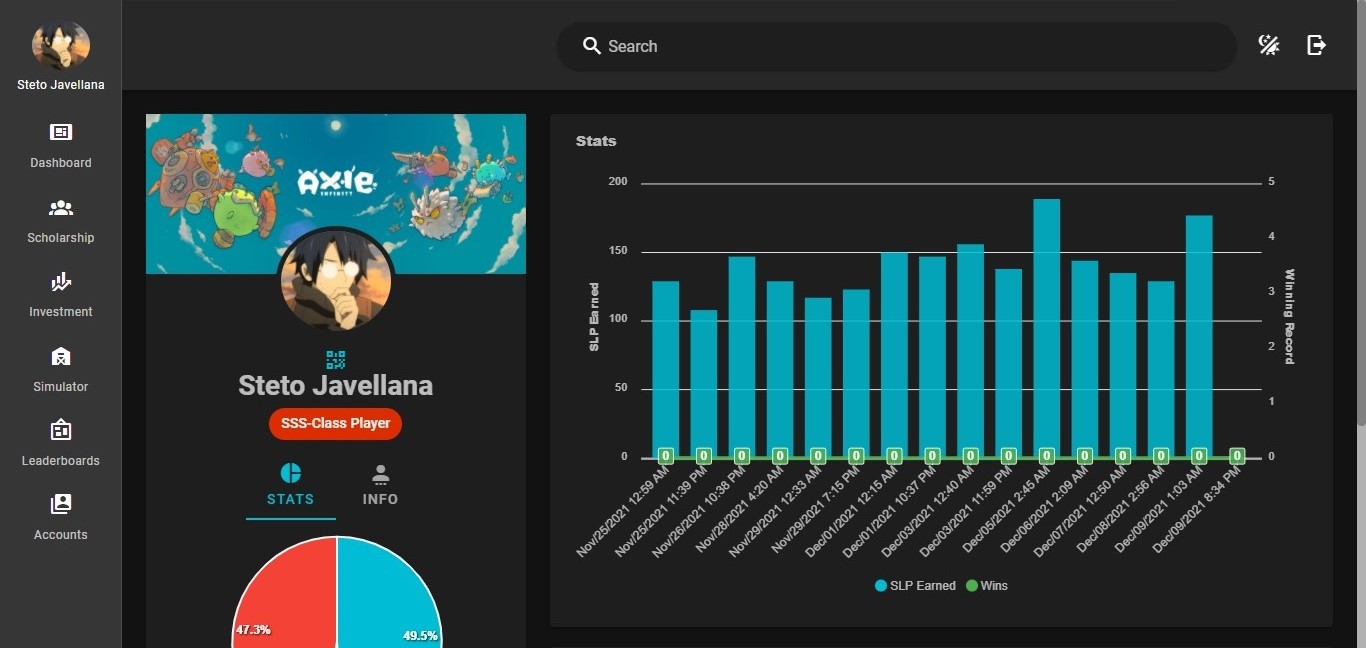 Search
Steto Javellana
Dashboard
Scholarship
Investment
Simulator
Leaderboards
Accounts
AXIE
INFINITY
Steto Javellana
SSS-Class Player
STATS
INFO
47.3%
49.5%
Stats
200
150
100
50
0
SLP Earned
5
4
3
2
1
0
Winning Record
0 0 0 0 0 0 0 0 0 0 0 0 0 0 0 0
Nov/25/2021 12:59 AM
Nov/25/2021 11:39 PM
Nov/26/2021 10:38 PM
Nov/28/2021 4:20 AM
Nov/29/2021 12:33 AM
Nov/29/2021 7:15 PM
Dec/01/2021 12:15 AM
Dec/01/2021 10:37 PM
Dec/03/2021 12:40 AM
Dec/03/2021 11:59 PM
Dec/05/2021 2:45 AM
Dec/06/2021 2:09 AM
Dec/07/2021 12:50 AM
Dec/08/2021 2:56 AM
Dec/09/2021 1:03 AM
Dec/09/2021 8:34 PM
SLP Earned Wins